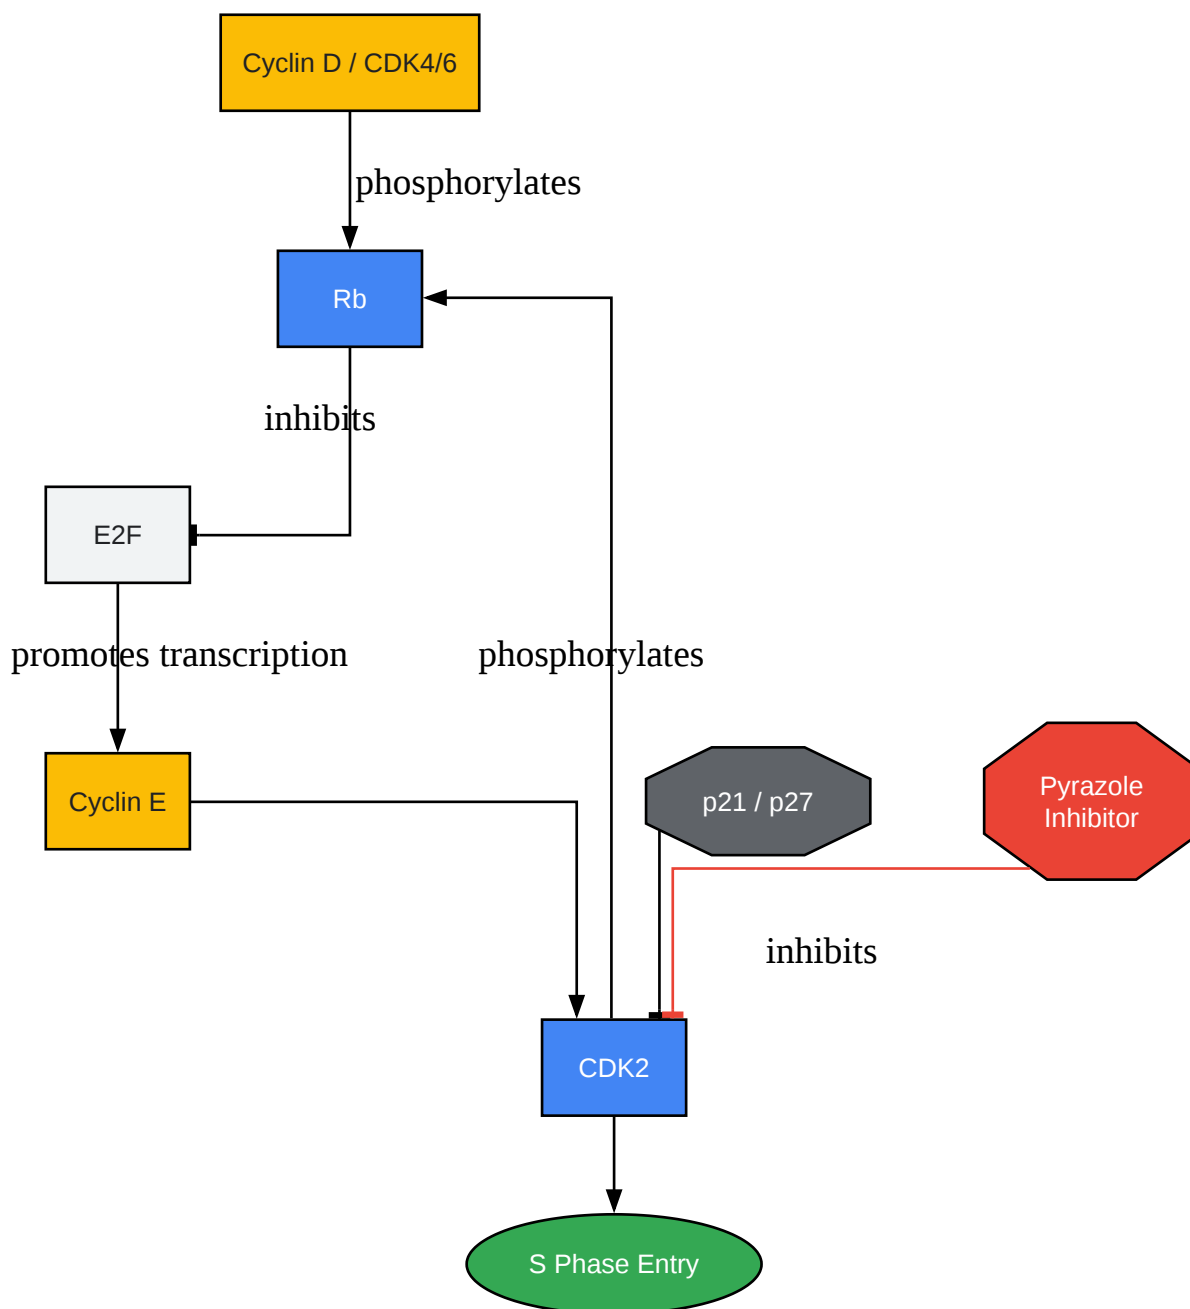 Cyclin D / CDK4/6
phosphorylates
Rb
inhibits
E2F
promotes transcription
phosphorylates
Cyclin E
p21 / p27
Pyrazole
Inhibitor
inhibits
CDK2
S Phase Entry